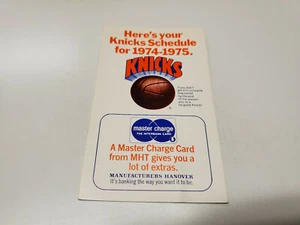 Here's your
Knicks Schedule
for 1974-1975.
KNICKS
master charge
THE INTERBANK CARD
A Master Charge Card
from MHT gives you a
lot of extras.
MANUFACTURERS HANOVER
It's banking the way you want it to be.